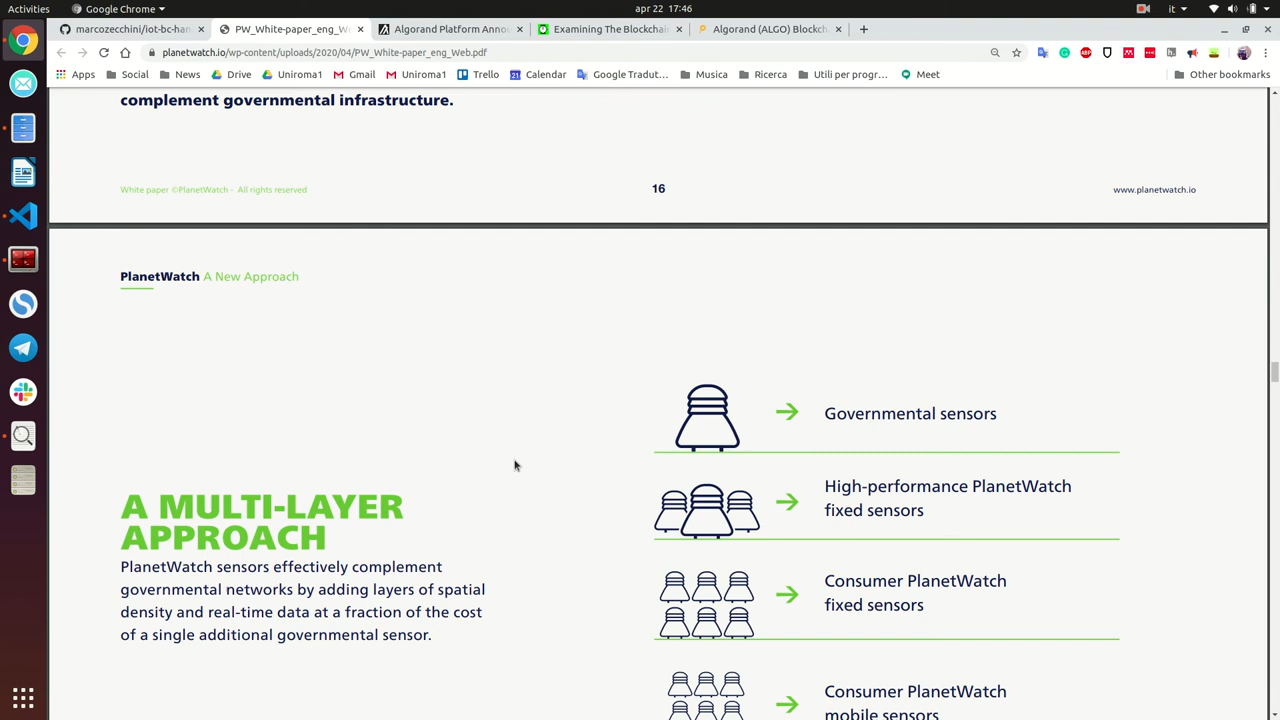 Activities
Google Chrome
apr 22 17:46
it
marcozecchini/iot-bc-han
PW_White-paper_eng_We
Algorand Platform Annou
Examining The Blockchain
Algorand (ALGO) Blockch
planetwatch.io/wp-content/uploads/2020/04/PW_White-paper_eng_Web.pdf
Apps
Social
News
Drive
Uniroma1
Gmail
Uniroma1
Trello
Calendar
Google Tradut...
Musica
Ricerca
Utili per progr...
Meet
Other bookmarks
complement governmental infrastructure.
White paper ©PlanetWatch - All rights reserved
16
www.planetwatch.io
PlanetWatch A New Approach
A MULTI-LAYER
APPROACH
PlanetWatch sensors effectively complement
governmental networks by adding layers of spatial
density and real-time data at a fraction of the cost
of a single additional governmental sensor.
Governmental sensors
High-performance PlanetWatch
fixed sensors
Consumer PlanetWatch
fixed sensors
Consumer PlanetWatch
mobile sensors